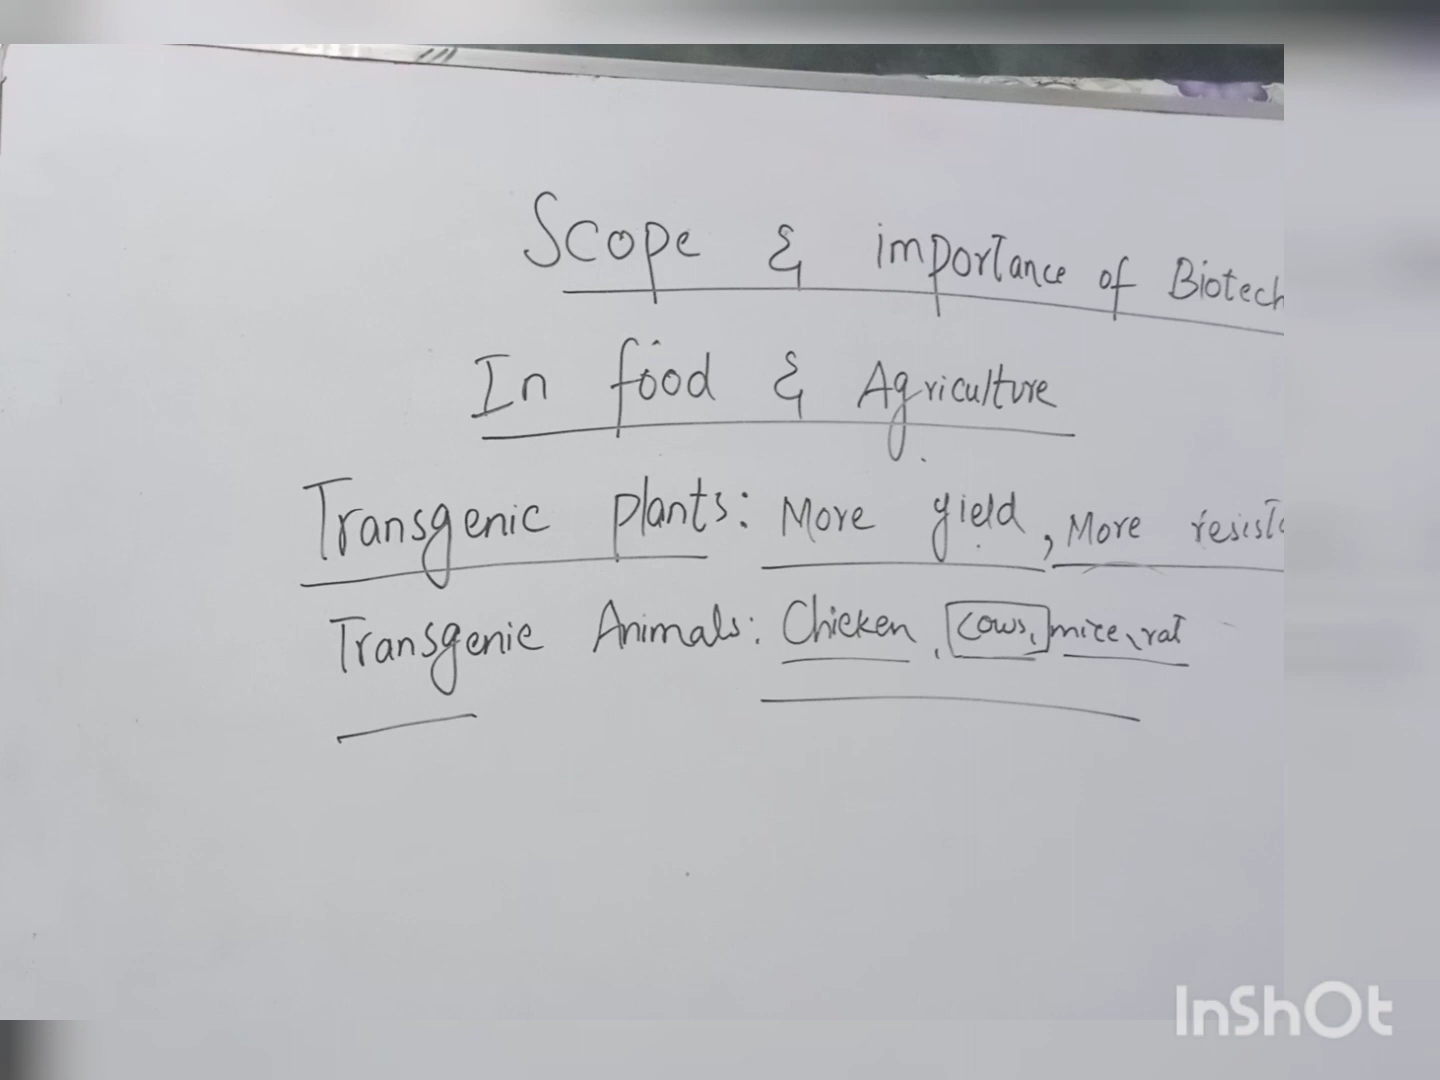 Scope & importance of Biotech
In food & Agriculture
Transgenic plants: More yield, More resist
Transgenic Animals: Chicken, Cows, mice, rat
InShOt